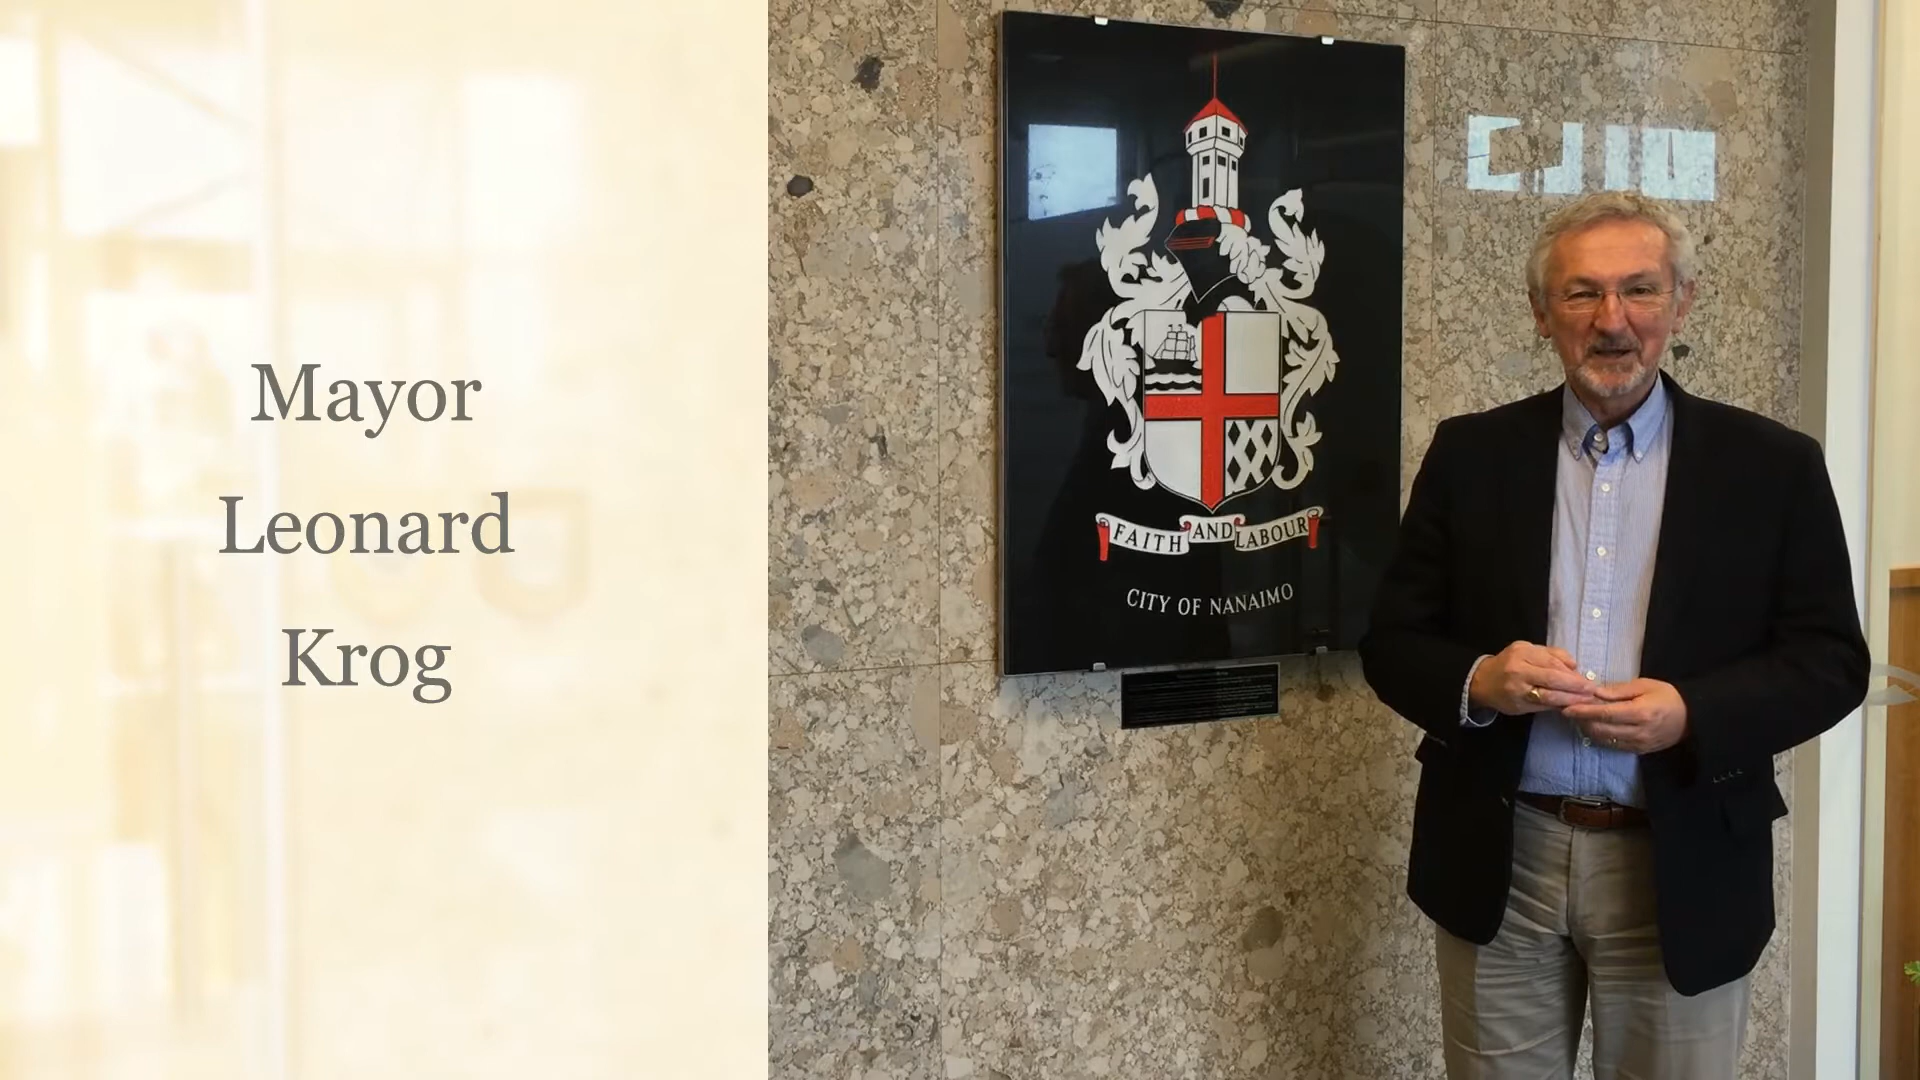 Mayor
Leonard
Krog
FAITH AND LABOUR
CITY OF NANAIMO